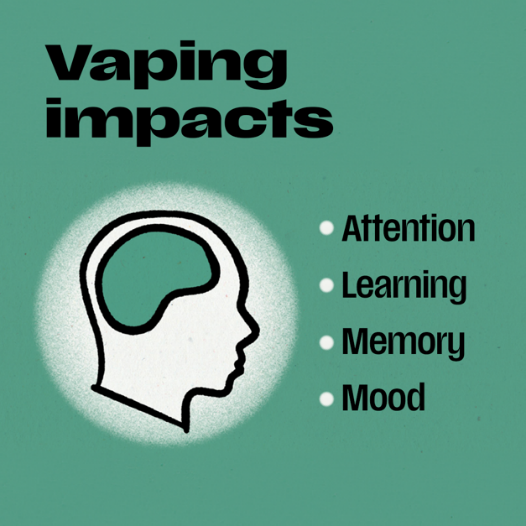 Vaping
impacts
Attention
Learning
Memory
Mood